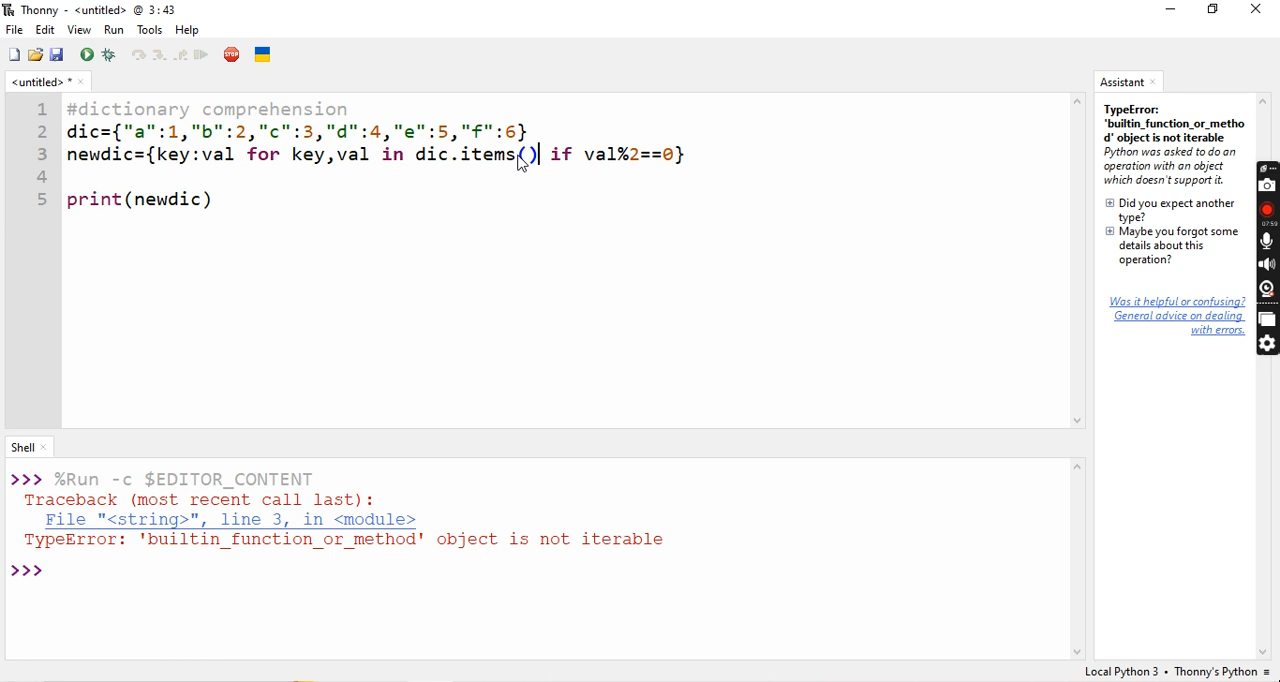 Thonny - <untitled> @ 3:43
File Edit View Run Tools Help
STOP
<untitled> * ×
Assistant ×
1 #dictionary comprehension
2 dic={"a":1,"b":2,"c":3,"d":4,"e":5,"f":6}
3 newdic={key:val for key,val in dic.items() if val%2==0}
4
5 print(newdic)
TypeError:
'builtin_function_or_metho
d' object is not iterable
Python was asked to do an
operation with an object
which doesn't support it.
Did you expect another
type?
Maybe you forgot some
details about this
operation?
Was it helpful or confusing?
General advice on dealing
with errors.
07:59
Shell ×
>>> %Run -c $EDITOR_CONTENT
Traceback (most recent call last):
File "<string>", line 3, in <module>
TypeError: 'builtin_function_or_method' object is not iterable
>>>
Local Python 3 • Thonny's Python ≡